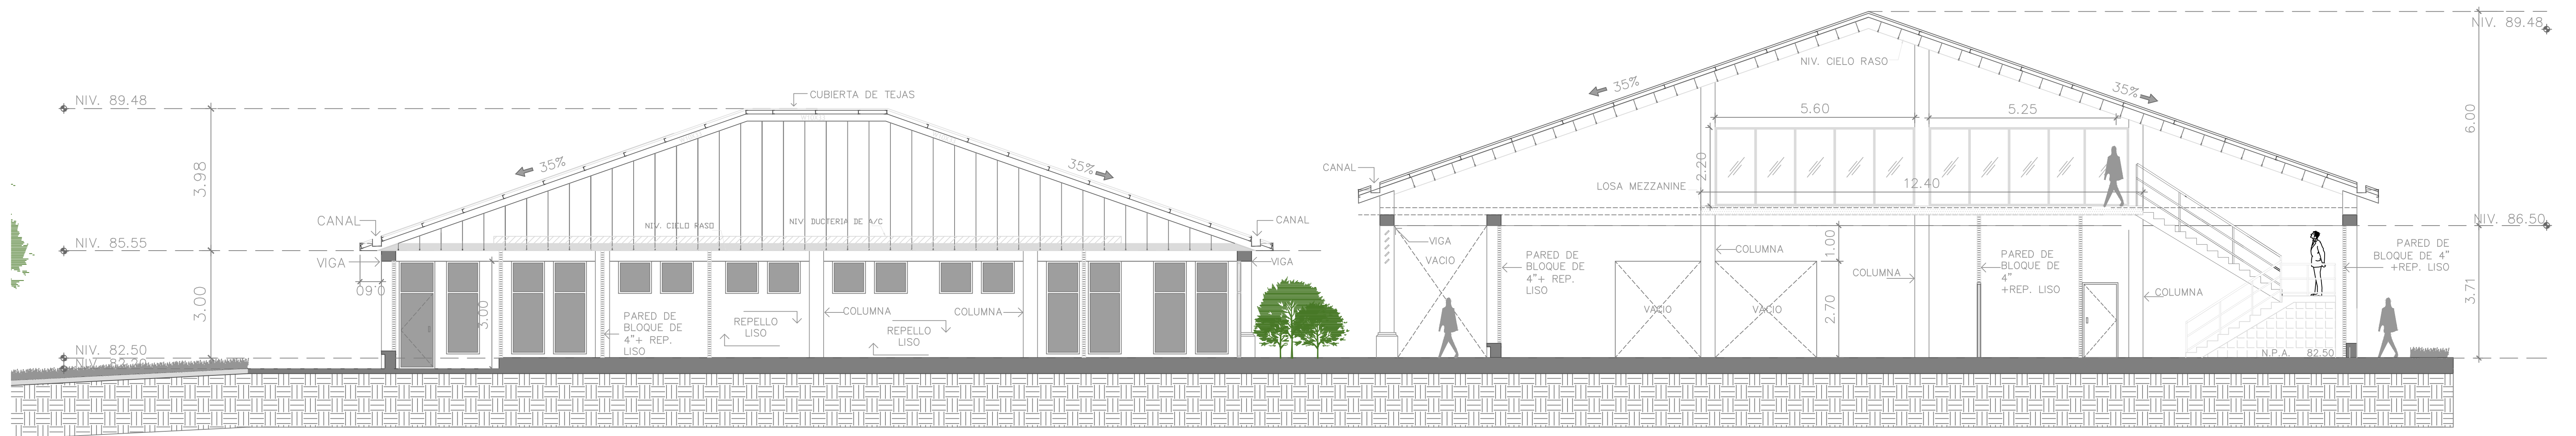 NIV. 89.48
3.98
NIV. 85.55
3.00
NIV. 82.50
CUBIERTA DE TEJAS
35%
35%
CANAL
VIGA
0.60
NIV. CIELO RASO
NIV. DUCTERIA DE A/C
CANAL
VIGA
3.00
PARED DE
BLOQUE DE
4"+ REP.
LISO
REPELLO
LISO
COLUMNA
REPELLO
LISO
COLUMNA
NIV. 89.48
6.00
NIV. 86.50
3.71
35%
NIV. CIELO RASO
35%
5.60
5.25
2.20
12.40
CANAL
LOSA MEZZANINE
VIGA
VACIO
PARED DE
BLOQUE DE
4"+ REP.
LISO
COLUMNA
1.00
2.70
VACIO
VACIO
COLUMNA
PARED DE
BLOQUE DE
4"
+REP. LISO
COLUMNA
PARED DE
BLOQUE DE 4"
+REP. LISO
N.P.A. 82.50